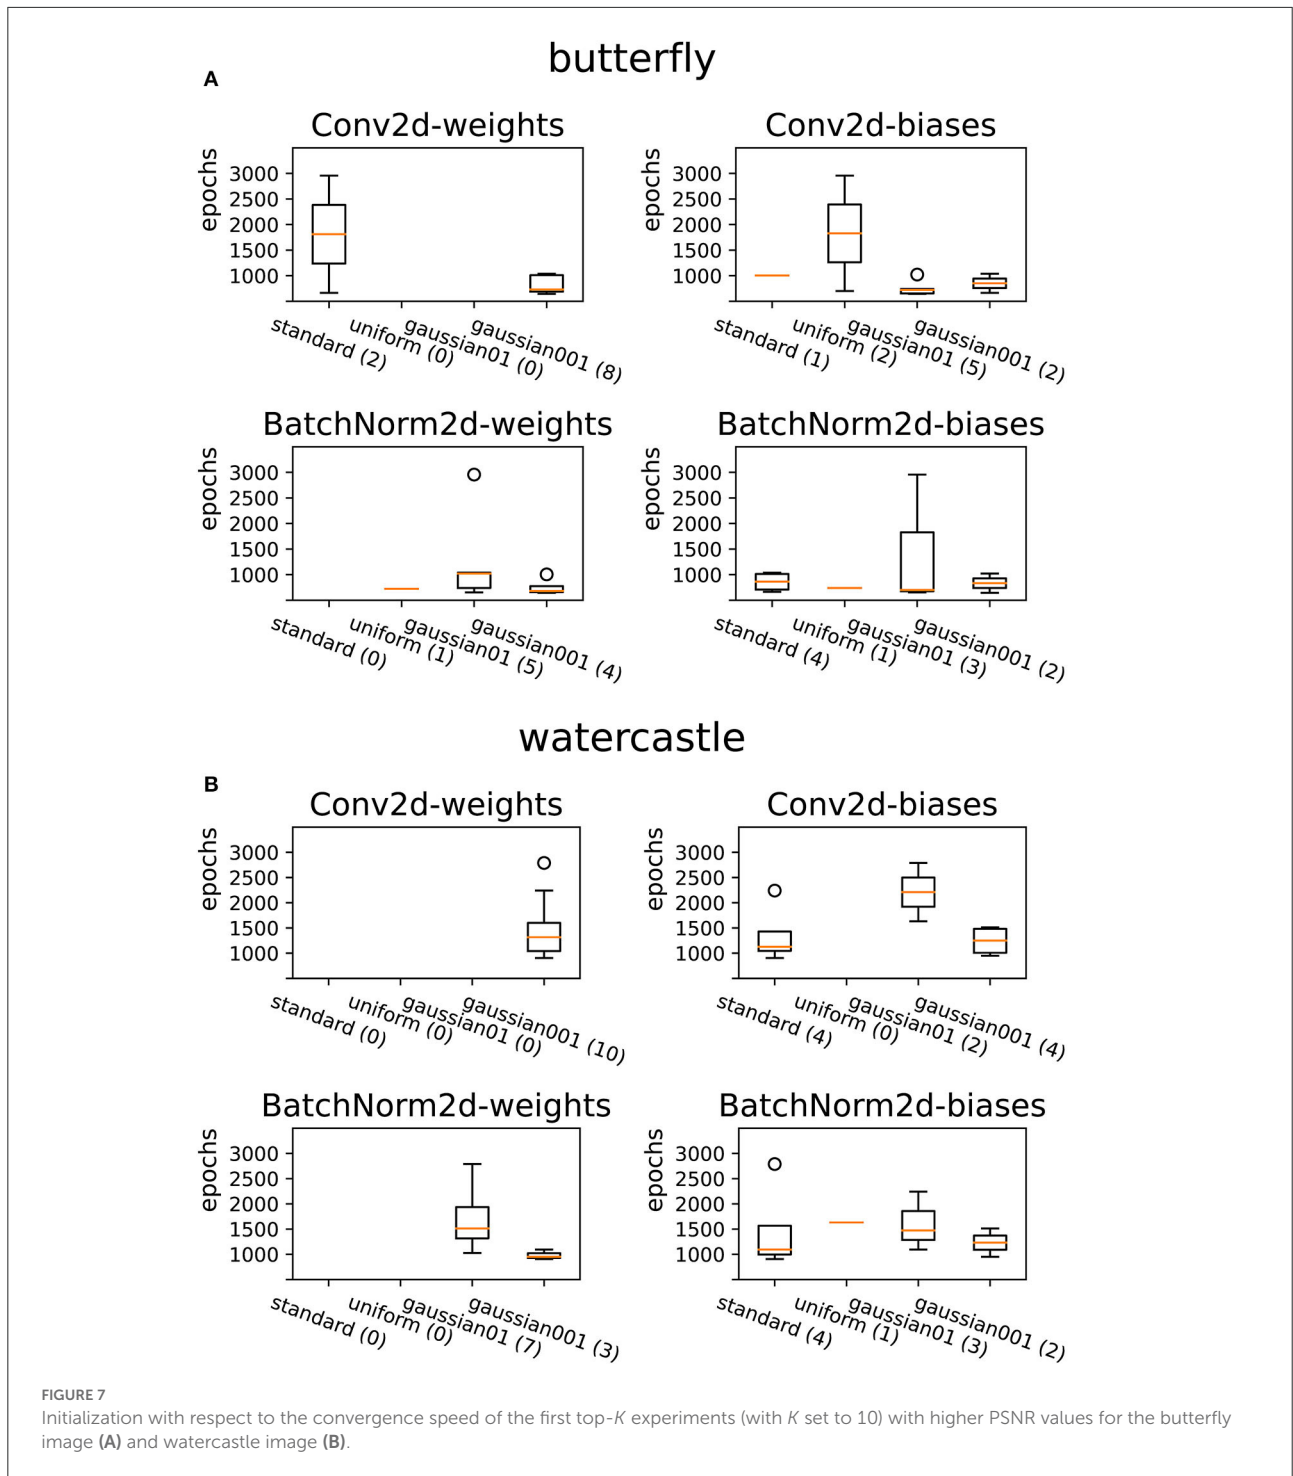 butterfly
A
Conv2d-weights
epochs
3000
2500
2000
1500
1000
standard (2)
uniform (0)
gaussian01 (0)
gaussian001 (8)
Conv2d-biases
epochs
3000
2500
2000
1500
1000
standard (1)
uniform (2)
gaussian01 (5)
gaussian001 (2)
BatchNorm2d-weights
epochs
3000
2500
2000
1500
1000
standard (0)
uniform (1)
gaussian01 (5)
gaussian001 (4)
BatchNorm2d-biases
epochs
3000
2500
2000
1500
1000
standard (4)
uniform (1)
gaussian01 (3)
gaussian001 (2)
watercastle
B
Conv2d-weights
epochs
3000
2500
2000
1500
1000
standard (0)
uniform (0)
gaussian01 (0)
gaussian001 (10)
Conv2d-biases
epochs
3000
2500
2000
1500
1000
standard (4)
uniform (0)
gaussian01 (2)
gaussian001 (4)
BatchNorm2d-weights
epochs
3000
2500
2000
1500
1000
standard (0)
uniform (0)
gaussian01 (7)
gaussian001 (3)
BatchNorm2d-biases
epochs
3000
2500
2000
1500
1000
standard (4)
uniform (1)
gaussian01 (3)
gaussian001 (2)
FIGURE 7
Initialization with respect to the convergence speed of the first top-K experiments (with K set to 10) with higher PSNR values for the butterfly
image (A) and watercastle image (B).